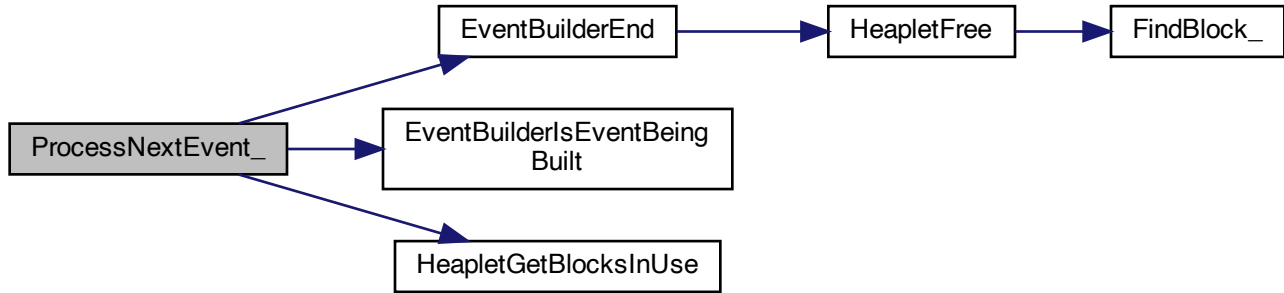 EventBuilderEnd
HeapletFree
FindBlock_
ProcessNextEvent_
EventBuilderIsEventBeing
Built
HeapletGetBlocksInUse